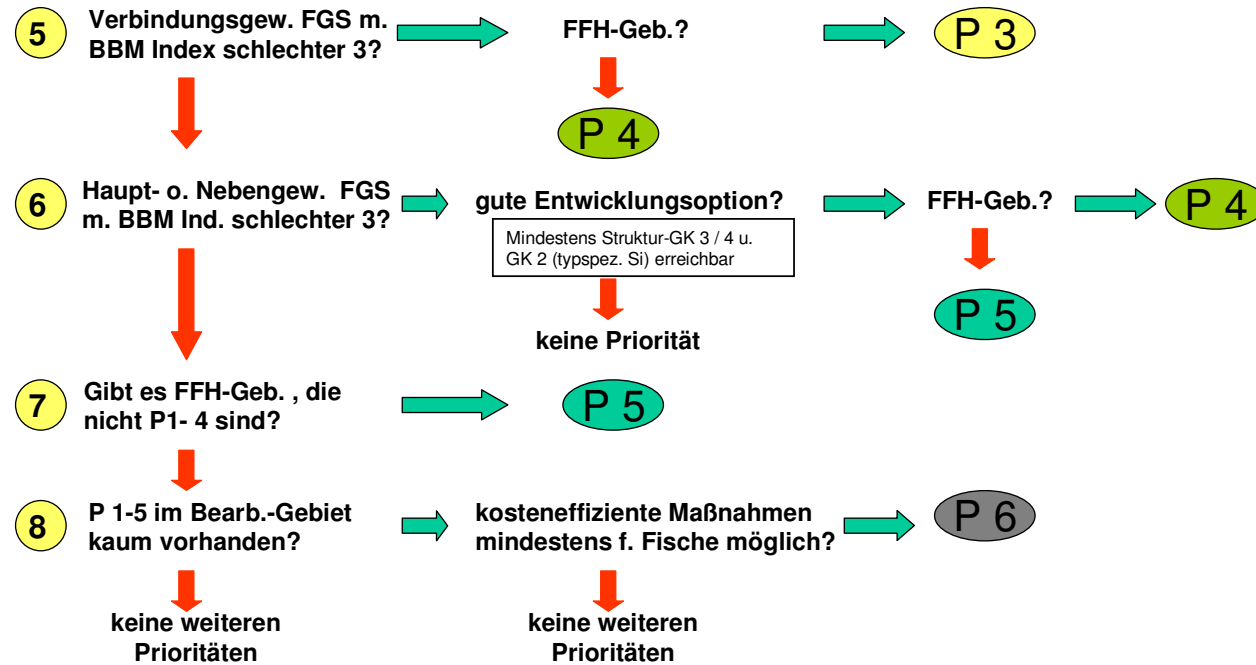 5
Verbindungsgew. FGS m.
BBM Index schlechter 3?
FFH-Geb.?
P 3
P 4
6
Haupt- o. Nebengew. FGS
m. BBM Ind. schlechter 3?
gute Entwicklungsoption?
Mindestens Struktur-GK 3 / 4 u.
GK 2 (typspez. Si) erreichbar
FFH-Geb.?
P 4
P 5
keine Priorität
7
Gibt es FFH-Geb. , die
nicht P1- 4 sind?
P 5
8
P 1-5 im Bearb.-Gebiet
kaum vorhanden?
kosteneffiziente Maßnahmen
mindestens f. Fische möglich?
P 6
keine weiteren
Prioritäten
keine weiteren
Prioritäten